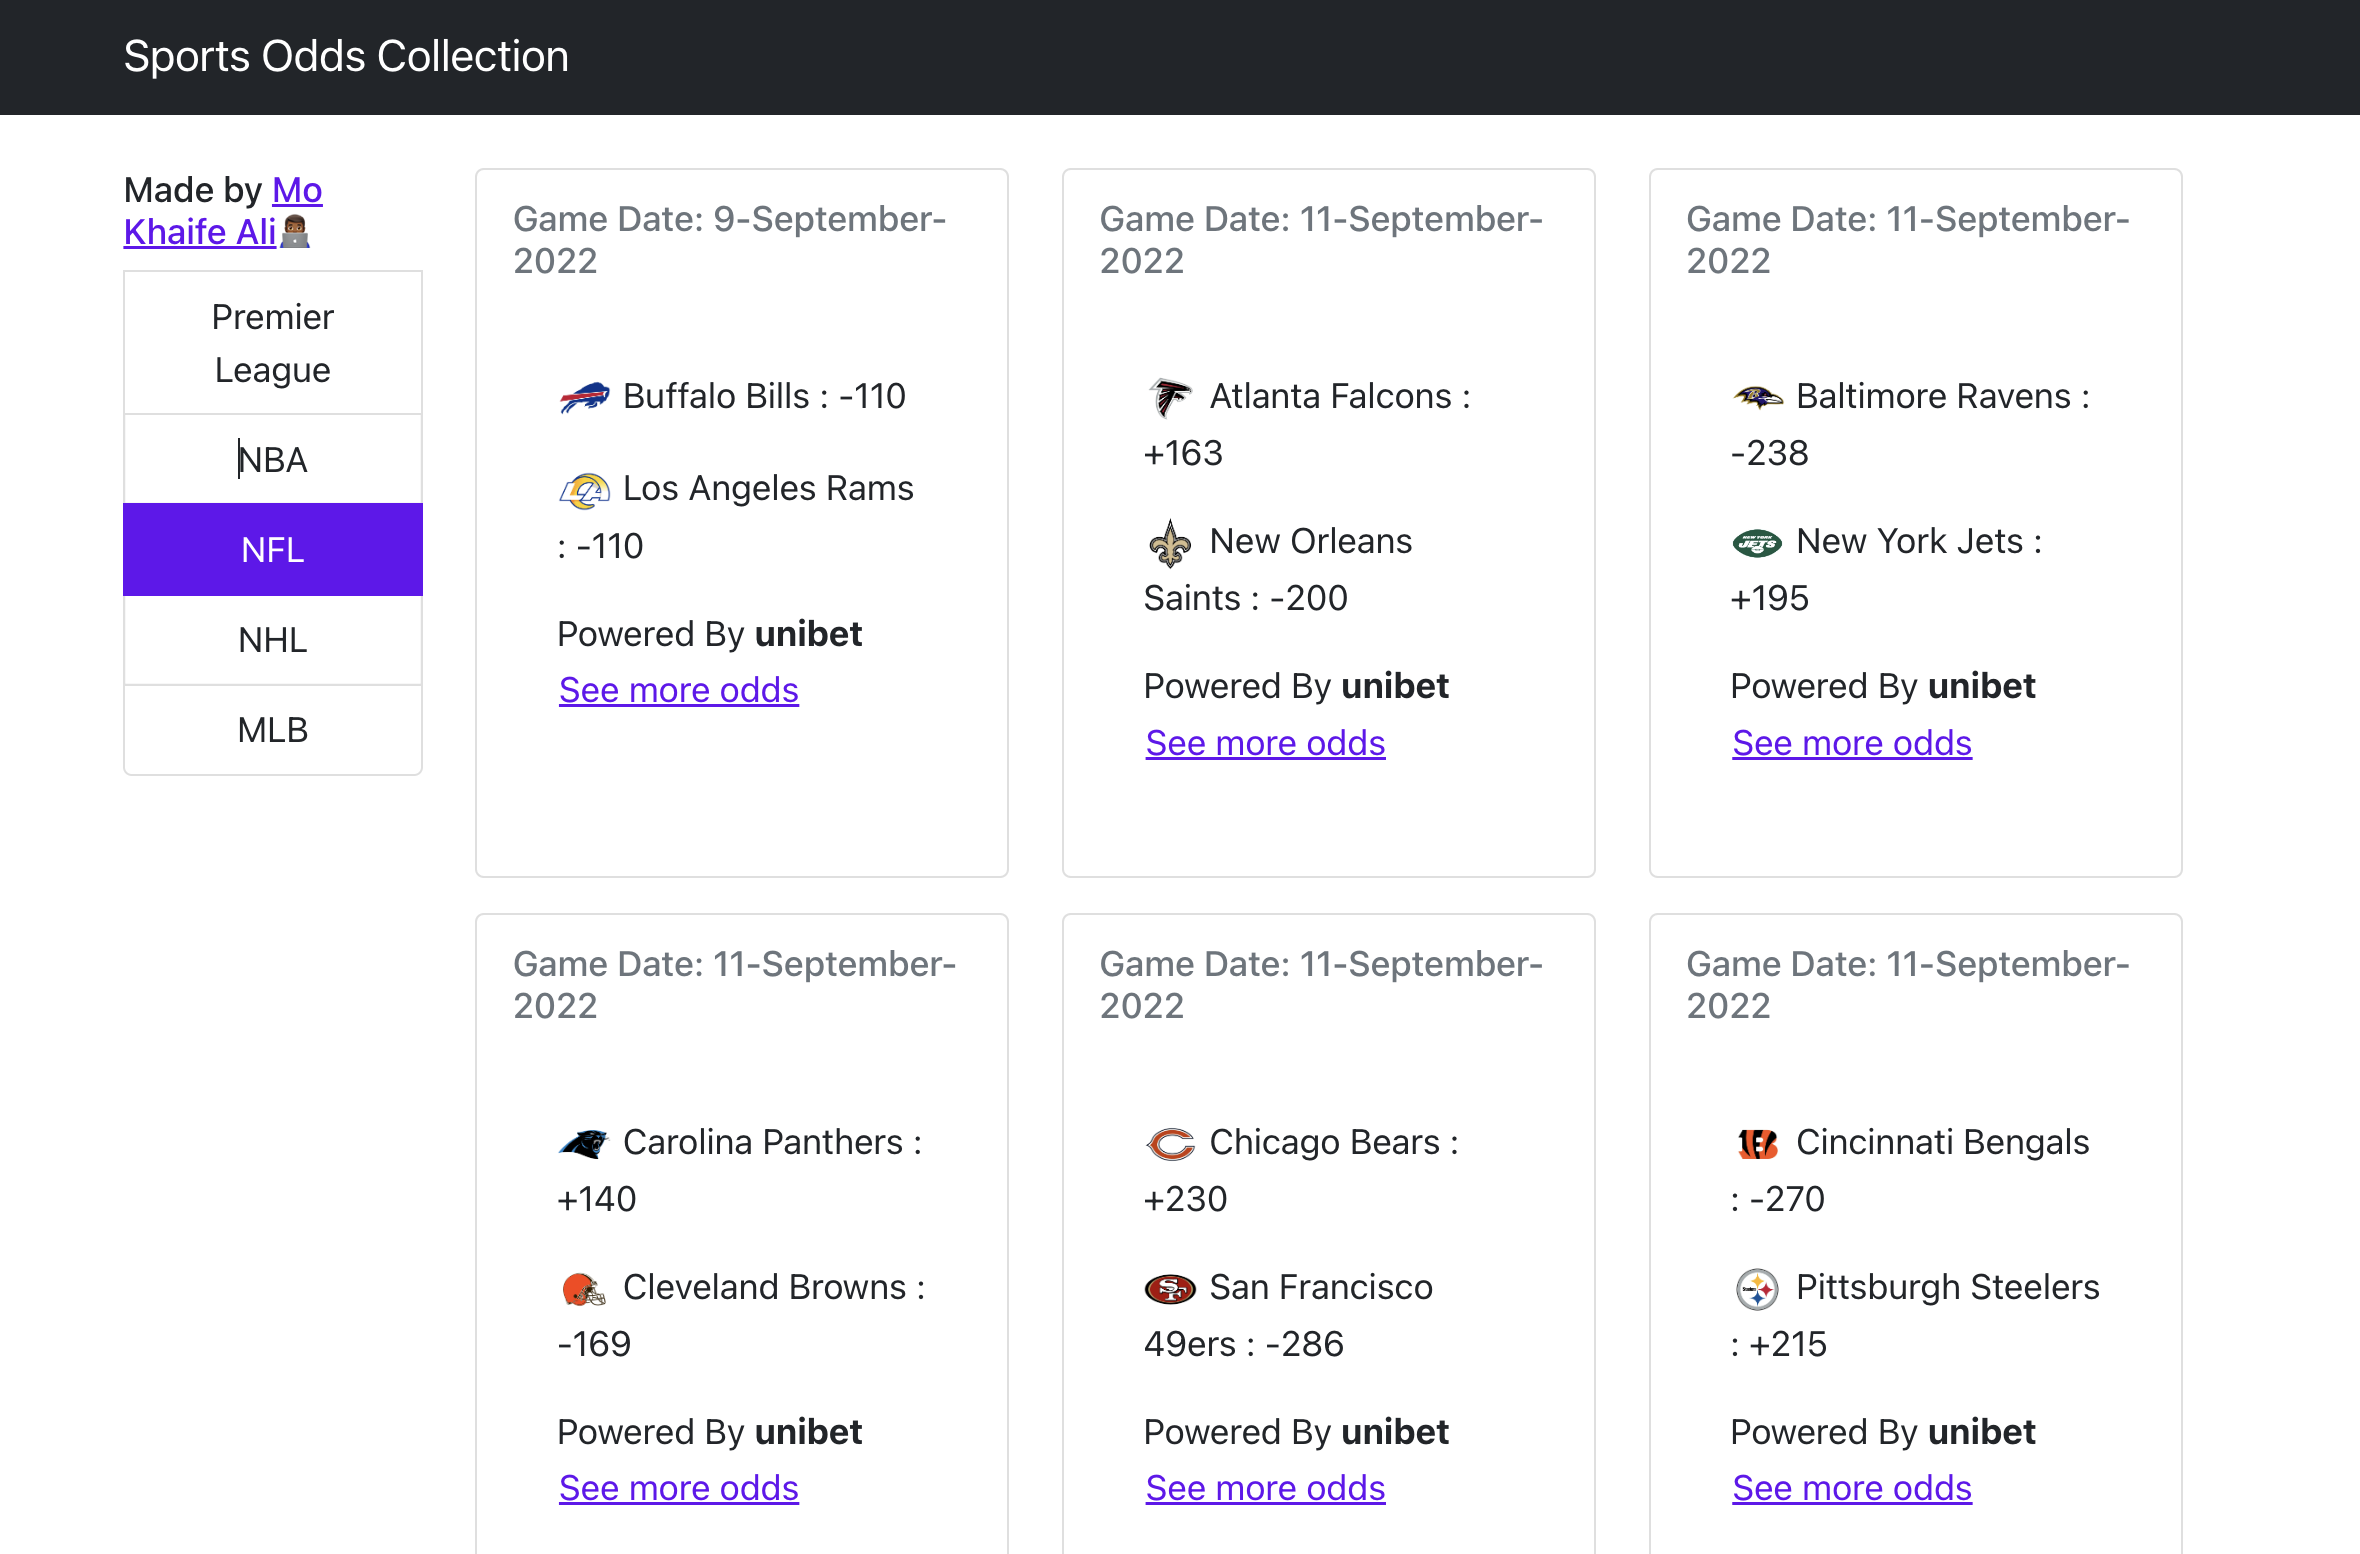 Sports Odds Collection
Made by Mo
Khaife Ali
Premier
League
NBA
NFL
NHL
MLB
Game Date: 9-September-
2022
Buffalo Bills : -110
Los Angeles Rams
: -110
Powered By unibet
See more odds
Game Date: 11-September-
2022
Atlanta Falcons :
+163
New Orleans
Saints : -200
Powered By unibet
See more odds
Game Date: 11-September-
2022
Baltimore Ravens :
-238
NEW YORK
JETS
New York Jets :
+195
Powered By unibet
See more odds
Game Date: 11-September-
2022
Carolina Panthers :
+140
Cleveland Browns :
-169
Powered By unibet
See more odds
Game Date: 11-September-
2022
Chicago Bears :
+230
San Francisco
49ers : -286
Powered By unibet
See more odds
Game Date: 11-September-
2022
Cincinnati Bengals
: -270
Pittsburgh Steelers
: +215
Powered By unibet
See more odds